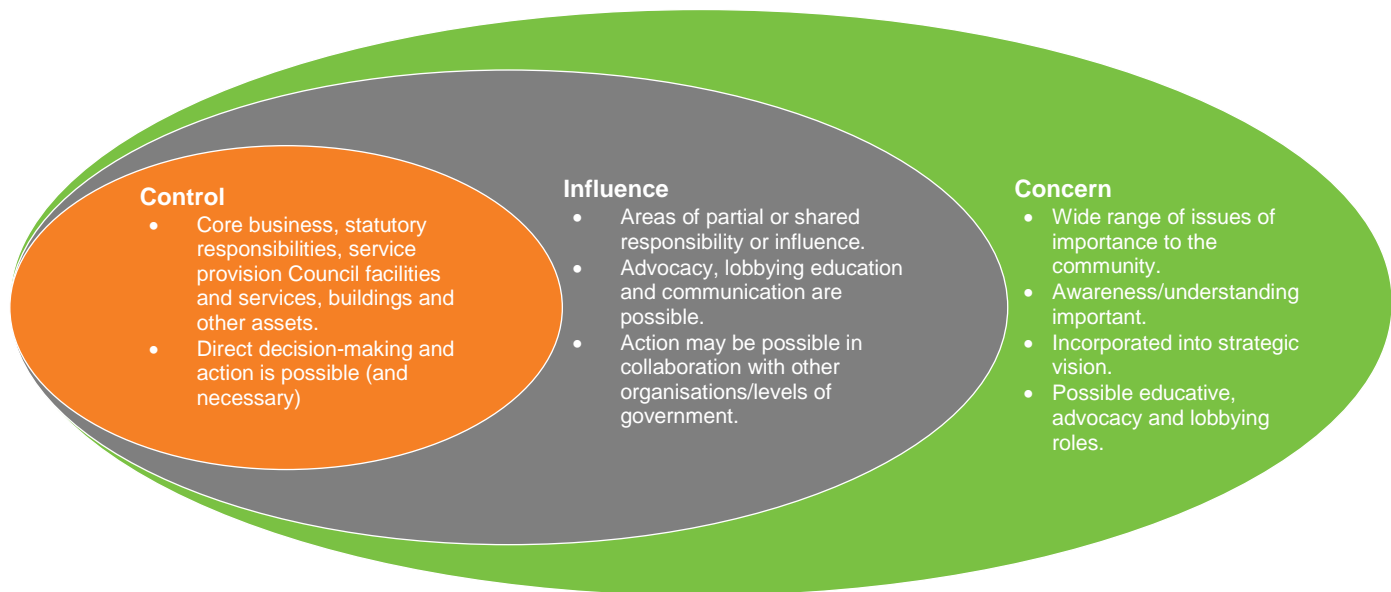 Control
• Core business, statutory
responsibilities, service
provision Council facilities
and services, buildings and
other assets.
• Direct decision-making and
action is possible (and
necessary)
Influence
• Areas of partial or shared
responsibility or influence.
• Advocacy, lobbying education
and communication are
possible.
• Action may be possible in
collaboration with other
organisations/levels of
government.
Concern
• Wide range of issues of
importance to the
community.
• Awareness/understanding
important.
• Incorporated into strategic
vision.
• Possible educative,
advocacy and lobbying
roles.